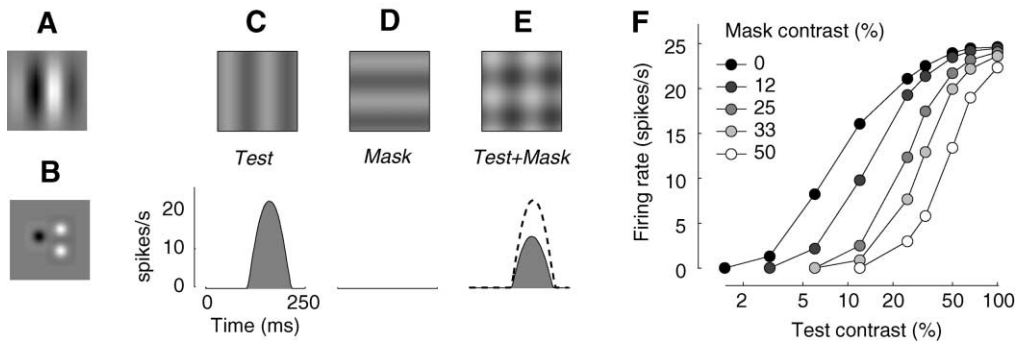 A
C
D
E
F
Test
Mask
Test+Mask
B
spikes/s
20
10
0
0
250
Time (ms)
Mask contrast (%)
0
12
25
33
50
Firing rate (spikes/s)
25
20
15
10
5
0
2
5
10
20
50
100
Test contrast (%)